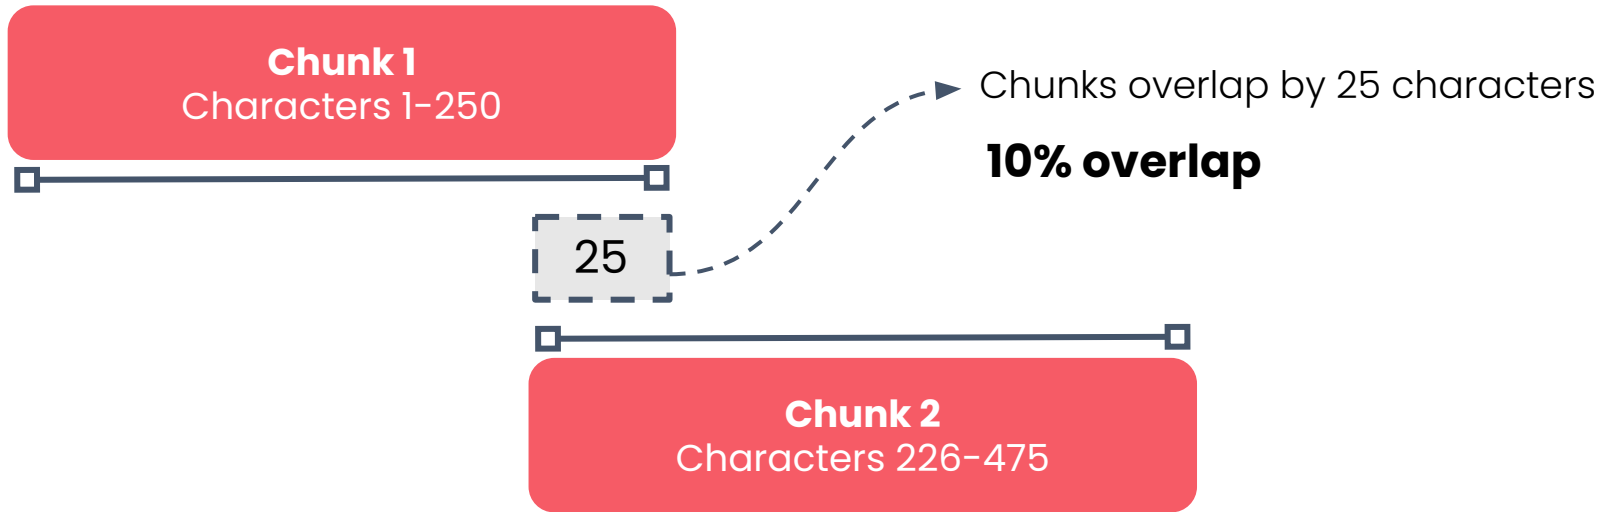 Chunk 1
Characters 1-250
Chunks overlap by 25 characters
10% overlap
25
Chunk 2
Characters 226-475